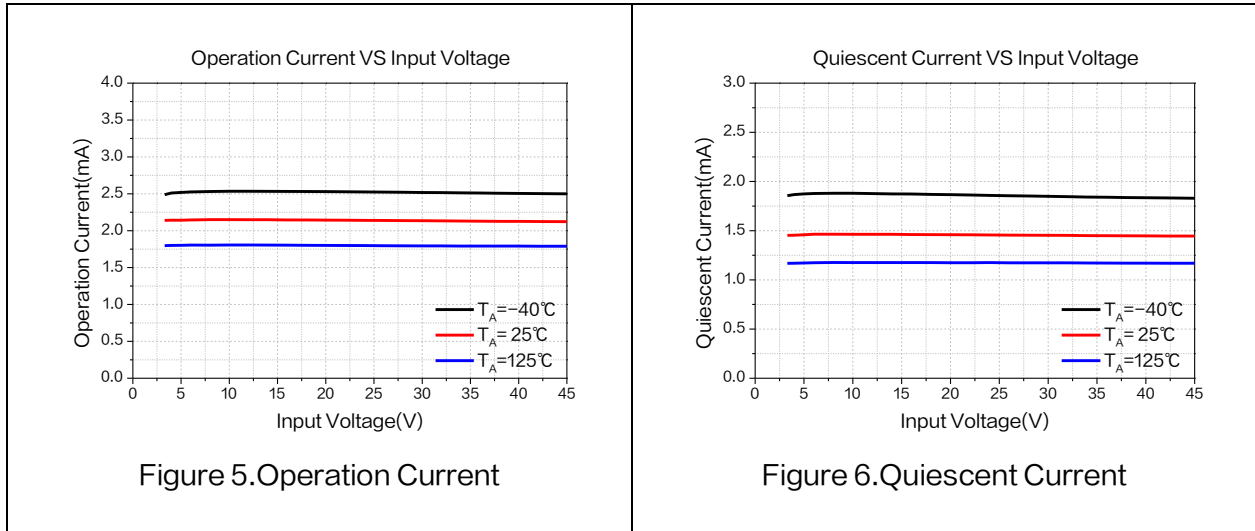 Operation Current VS Input Voltage
4.0
3.5
3.0
2.5
2.0
1.5
1.0
0.5
0.0
Operation Current(mA)
T_A=−40℃
T_A= 25℃
T_A=125℃
0 5 10 15 20 25 30 35 40 45
Input Voltage(V)
Figure 5.Operation Current
Quiescent Current VS Input Voltage
3.0
2.5
2.0
1.5
1.0
0.5
0.0
Quiescent Current(mA)
T_A=−40℃
T_A= 25℃
T_A=125℃
0 5 10 15 20 25 30 35 40 45
Input Voltage(V)
Figure 6.Quiescent Current